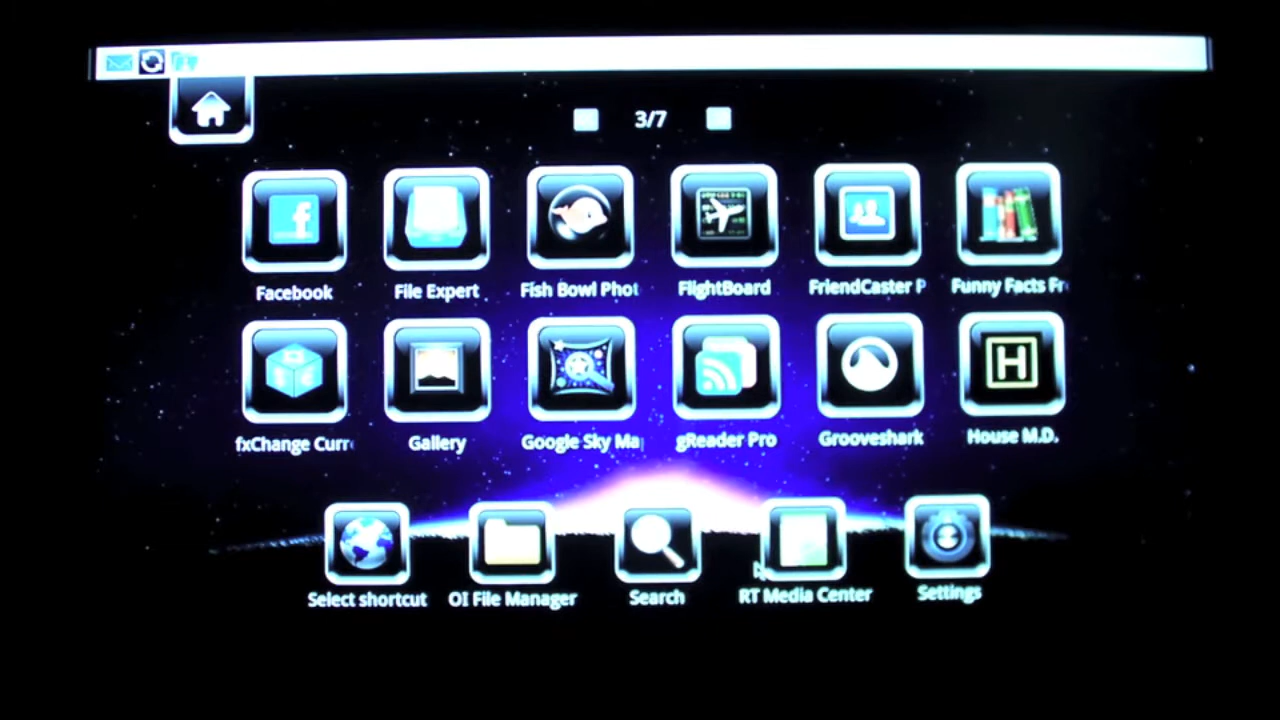 3/7
Facebook File Expert Fish Bowl Phot FlightBoard FriendCaster P Funny Facts Fr
fxChange Curr Gallery Google Sky Ma gReader Pro Grooveshark House M.D.
Select shortcut OI File Manager Search RT Media Center Settings